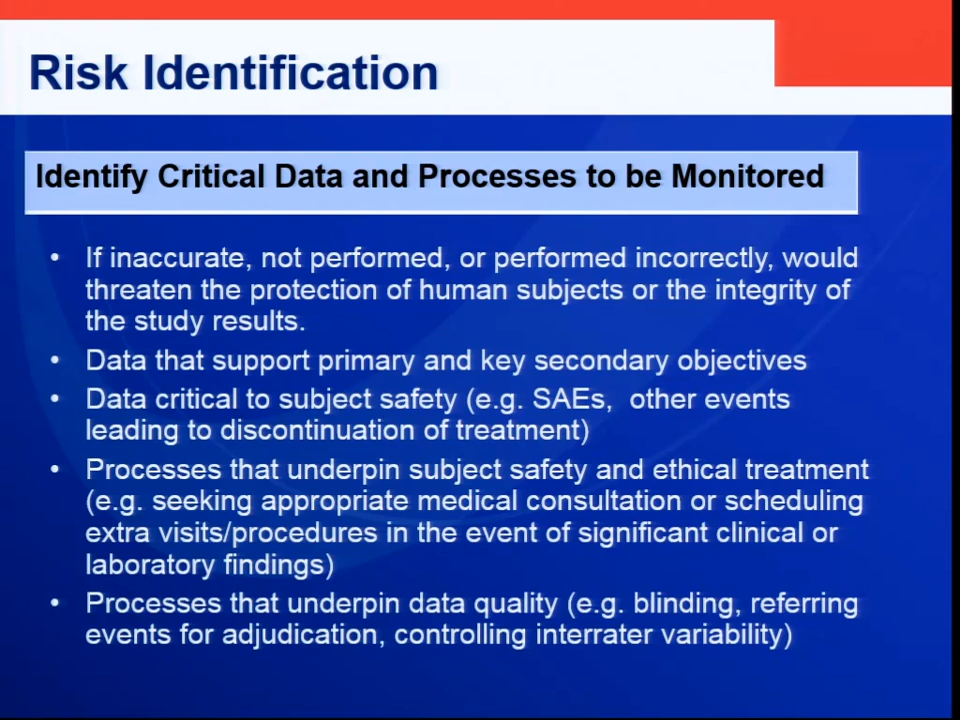 Risk Identification
Identify Critical Data and Processes to be Monitored
• If inaccurate, not performed, or performed incorrectly, would
threaten the protection of human subjects or the integrity of
the study results.
• Data that support primary and key secondary objectives
• Data critical to subject safety (e.g. SAEs,  other events
leading to discontinuation of treatment)
• Processes that underpin subject safety and ethical treatment
(e.g. seeking appropriate medical consultation or scheduling
extra visits/procedures in the event of significant clinical or
laboratory findings)
• Processes that underpin data quality (e.g. blinding, referring
events for adjudication, controlling interrater variability)